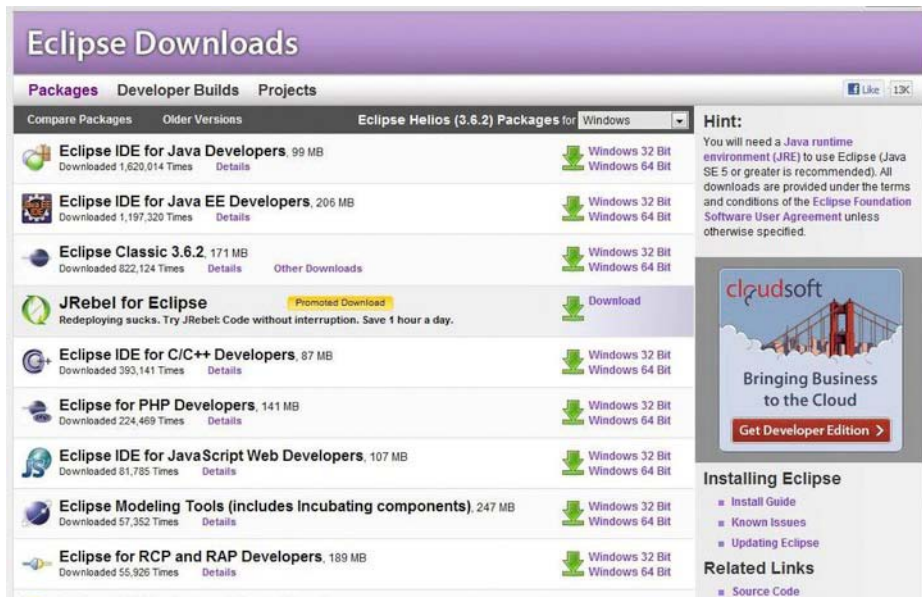 Eclipse Downloads
Packages Developer Builds Projects
Like 13K
Compare Packages Older Versions Eclipse Helios (3.6.2) Packages for Windows
Eclipse IDE for Java Developers, 99 MB
Downloaded 1,620,014 Times Details
Windows 32 Bit
Windows 64 Bit
Eclipse IDE for Java EE Developers, 206 MB
Downloaded 1,197,320 Times Details
Windows 32 Bit
Windows 64 Bit
Eclipse Classic 3.6.2, 171 MB
Downloaded 822,124 Times Details Other Downloads
Windows 32 Bit
Windows 64 Bit
JRebel for Eclipse Promoted Download
Redeploying sucks. Try JRebel: Code without interruption. Save 1 hour a day.
Download
Eclipse IDE for C/C++ Developers, 87 MB
Downloaded 393,141 Times Details
Windows 32 Bit
Windows 64 Bit
Eclipse for PHP Developers, 141 MB
Downloaded 224,469 Times Details
Windows 32 Bit
Windows 64 Bit
Eclipse IDE for JavaScript Web Developers, 107 MB
Downloaded 81,785 Times Details
Windows 32 Bit
Windows 64 Bit
Eclipse Modeling Tools (includes Incubating components), 247 MB
Downloaded 57,352 Times Details
Windows 32 Bit
Windows 64 Bit
Eclipse for RCP and RAP Developers, 189 MB
Downloaded 55,926 Times Details
Windows 32 Bit
Windows 64 Bit
Hint:
You will need a Java runtime
environment (JRE) to use Eclipse (Java
SE 5 or greater is recommended). All
downloads are provided under the terms
and conditions of the Eclipse Foundation
Software User Agreement unless
otherwise specified.
cloudsoft
Bringing Business
to the Cloud
Get Developer Edition >
Installing Eclipse
Install Guide
Known Issues
Updating Eclipse
Related Links
Source Code